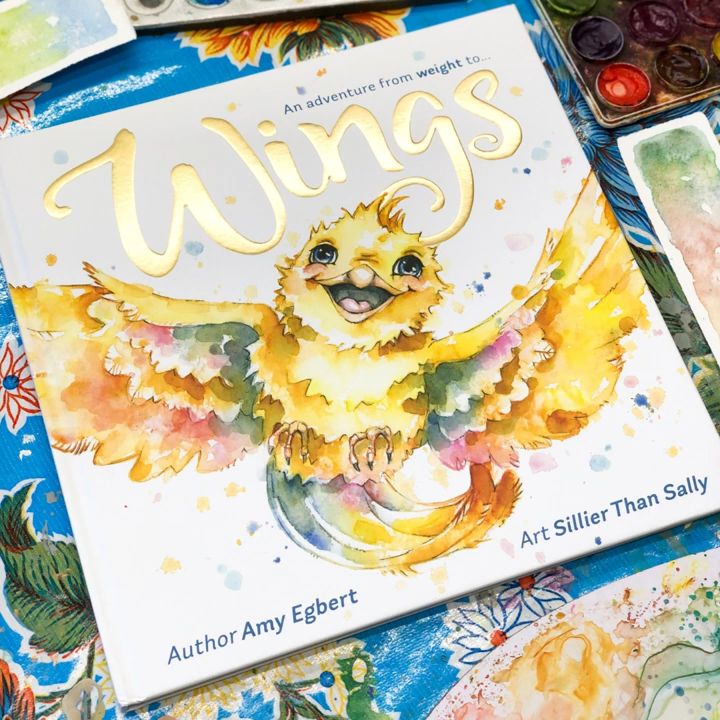 An adventure from weight to...
Wings
Art Sillier Than Sally
Author Amy Egbert